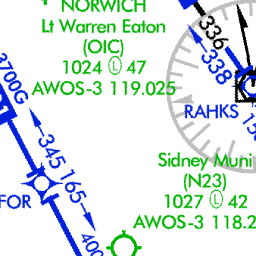 NORWICH
Lt Warren Eaton
(OIC)
1024 Ⓛ 47
AWOS-3 119.025
3700G
336
338
RAHKS
345
165
FOR
Sidney Muni
(N23)
1027 Ⓛ 42
AWOS-3 118.2